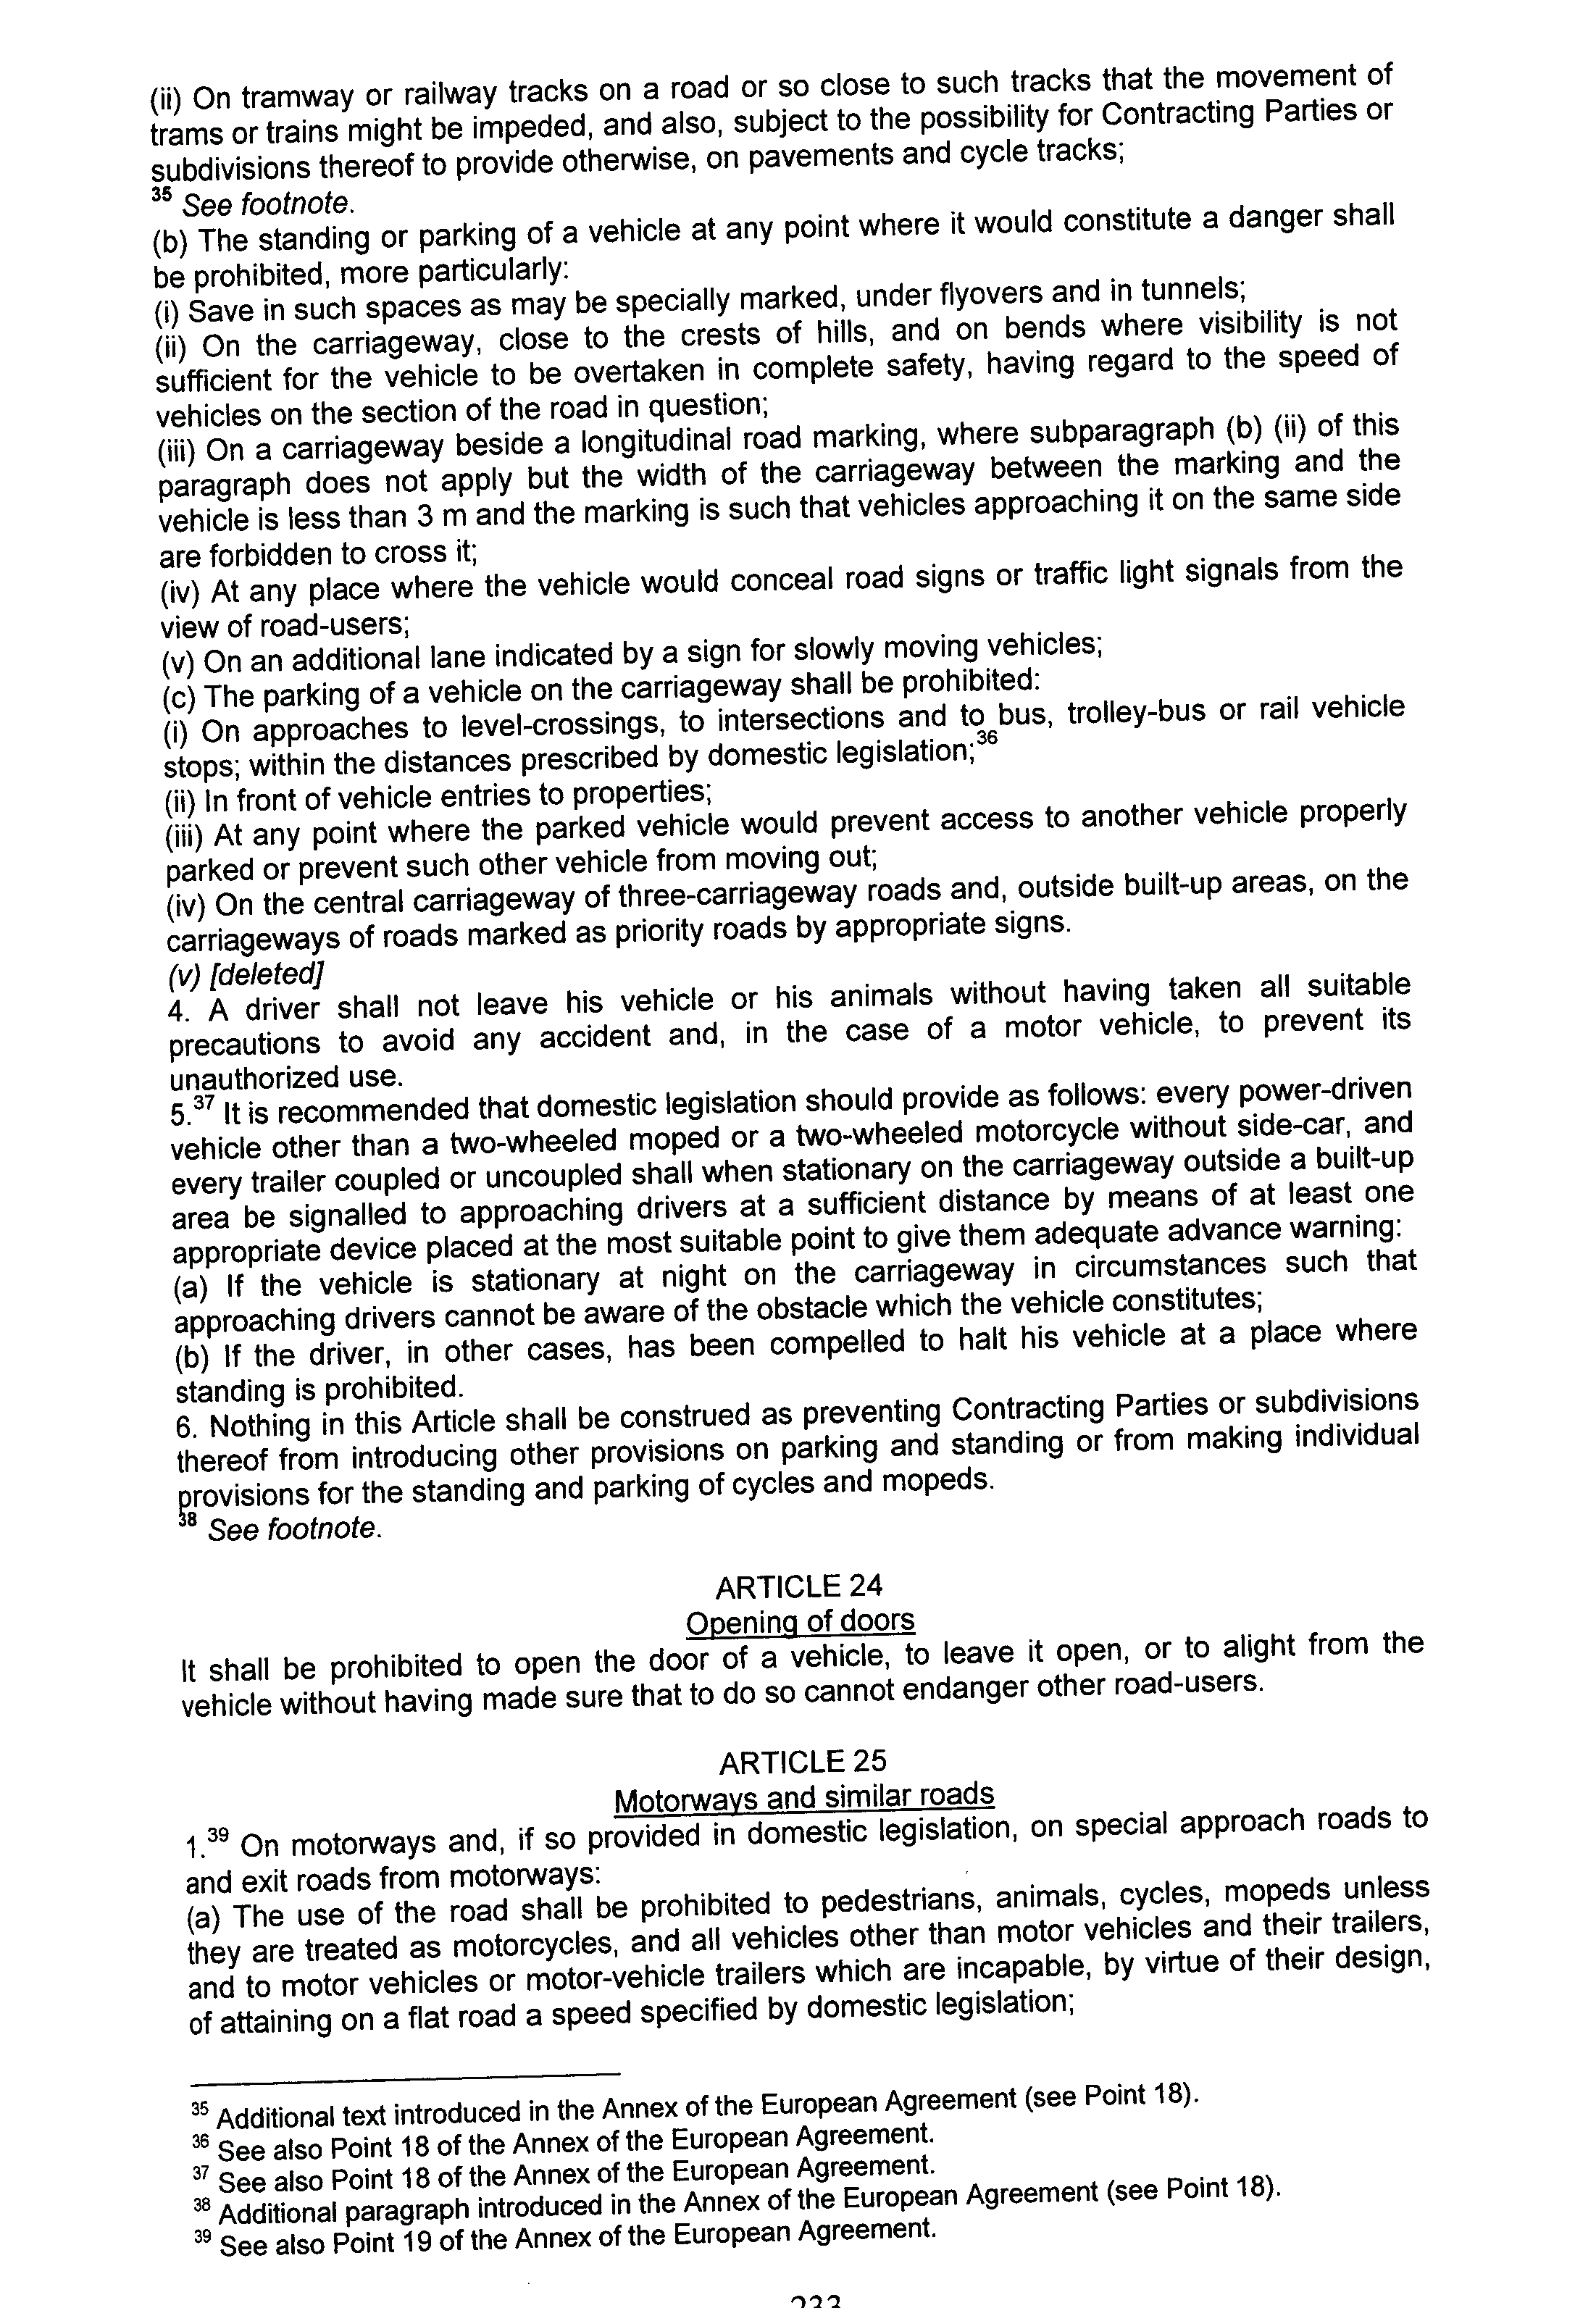 (ii) On tramway or railway tracks on a road or so close to such tracks that the movement of
trams or trains might be impeded, and also, subject to the possibility for Contracting Parties or
subdivisions thereof to provide otherwise, on pavements and cycle tracks;
35 See footnote.
(b) The standing or parking of a vehicle at any point where it would constitute a danger shall
be prohibited, more particularly:
(i) Save in such spaces as may be specially marked, under flyovers and in tunnels;
(ii) On the carriageway, close to the crests of hills, and on bends where visibility is not
sufficient for the vehicle to be overtaken in complete safety, having regard to the speed of
vehicles on the section of the road in question;
(iii) On a carriageway beside a longitudinal road marking, where subparagraph (b) (ii) of this
paragraph does not apply but the width of the carriageway between the marking and the
vehicle is less than 3 m and the marking is such that vehicles approaching it on the same side
are forbidden to cross it;
(iv) At any place where the vehicle would conceal road signs or traffic light signals from the
view of road-users;
(v) On an additional lane indicated by a sign for slowly moving vehicles;
(c) The parking of a vehicle on the carriageway shall be prohibited:
(i) On approaches to level-crossings, to intersections and to bus, trolley-bus or rail vehicle
stops; within the distances prescribed by domestic legislation;36
(ii) In front of vehicle entries to properties;
(iii) At any point where the parked vehicle would prevent access to another vehicle properly
parked or prevent such other vehicle from moving out;
(iv) On the central carriageway of three-carriageway roads and, outside built-up areas, on the
carriageways of roads marked as priority roads by appropriate signs.
(v) [deleted]
4. A driver shall not leave his vehicle or his animals without having taken all suitable
precautions to avoid any accident and, in the case of a motor vehicle, to prevent its
unauthorized use.
5.37 It is recommended that domestic legislation should provide as follows: every power-driven
vehicle other than a two-wheeled moped or a two-wheeled motorcycle without side-car, and
every trailer coupled or uncoupled shall when stationary on the carriageway outside a built-up
area be signalled to approaching drivers at a sufficient distance by means of at least one
appropriate device placed at the most suitable point to give them adequate advance warning:
(a) If the vehicle is stationary at night on the carriageway in circumstances such that
approaching drivers cannot be aware of the obstacle which the vehicle constitutes;
(b) If the driver, in other cases, has been compelled to halt his vehicle at a place where
standing is prohibited.
6. Nothing in this Article shall be construed as preventing Contracting Parties or subdivisions
thereof from introducing other provisions on parking and standing or from making individual
provisions for the standing and parking of cycles and mopeds.
38 See footnote.
ARTICLE 24
Opening of doors
It shall be prohibited to open the door of a vehicle, to leave it open, or to alight from the
vehicle without having made sure that to do so cannot endanger other road-users.
ARTICLE 25
Motorways and similar roads
1.39 On motorways and, if so provided in domestic legislation, on special approach roads to
and exit roads from motorways:
(a) The use of the road shall be prohibited to pedestrians, animals, cycles, mopeds unless
they are treated as motorcycles, and all vehicles other than motor vehicles and their trailers,
and to motor vehicles or motor-vehicle trailers which are incapable, by virtue of their design,
of attaining on a flat road a speed specified by domestic legislation;
35 Additional text introduced in the Annex of the European Agreement (see Point 18).
36 See also Point 18 of the Annex of the European Agreement.
37 See also Point 18 of the Annex of the European Agreement.
38 Additional paragraph introduced in the Annex of the European Agreement (see Point 18).
39 See also Point 19 of the Annex of the European Agreement.
233